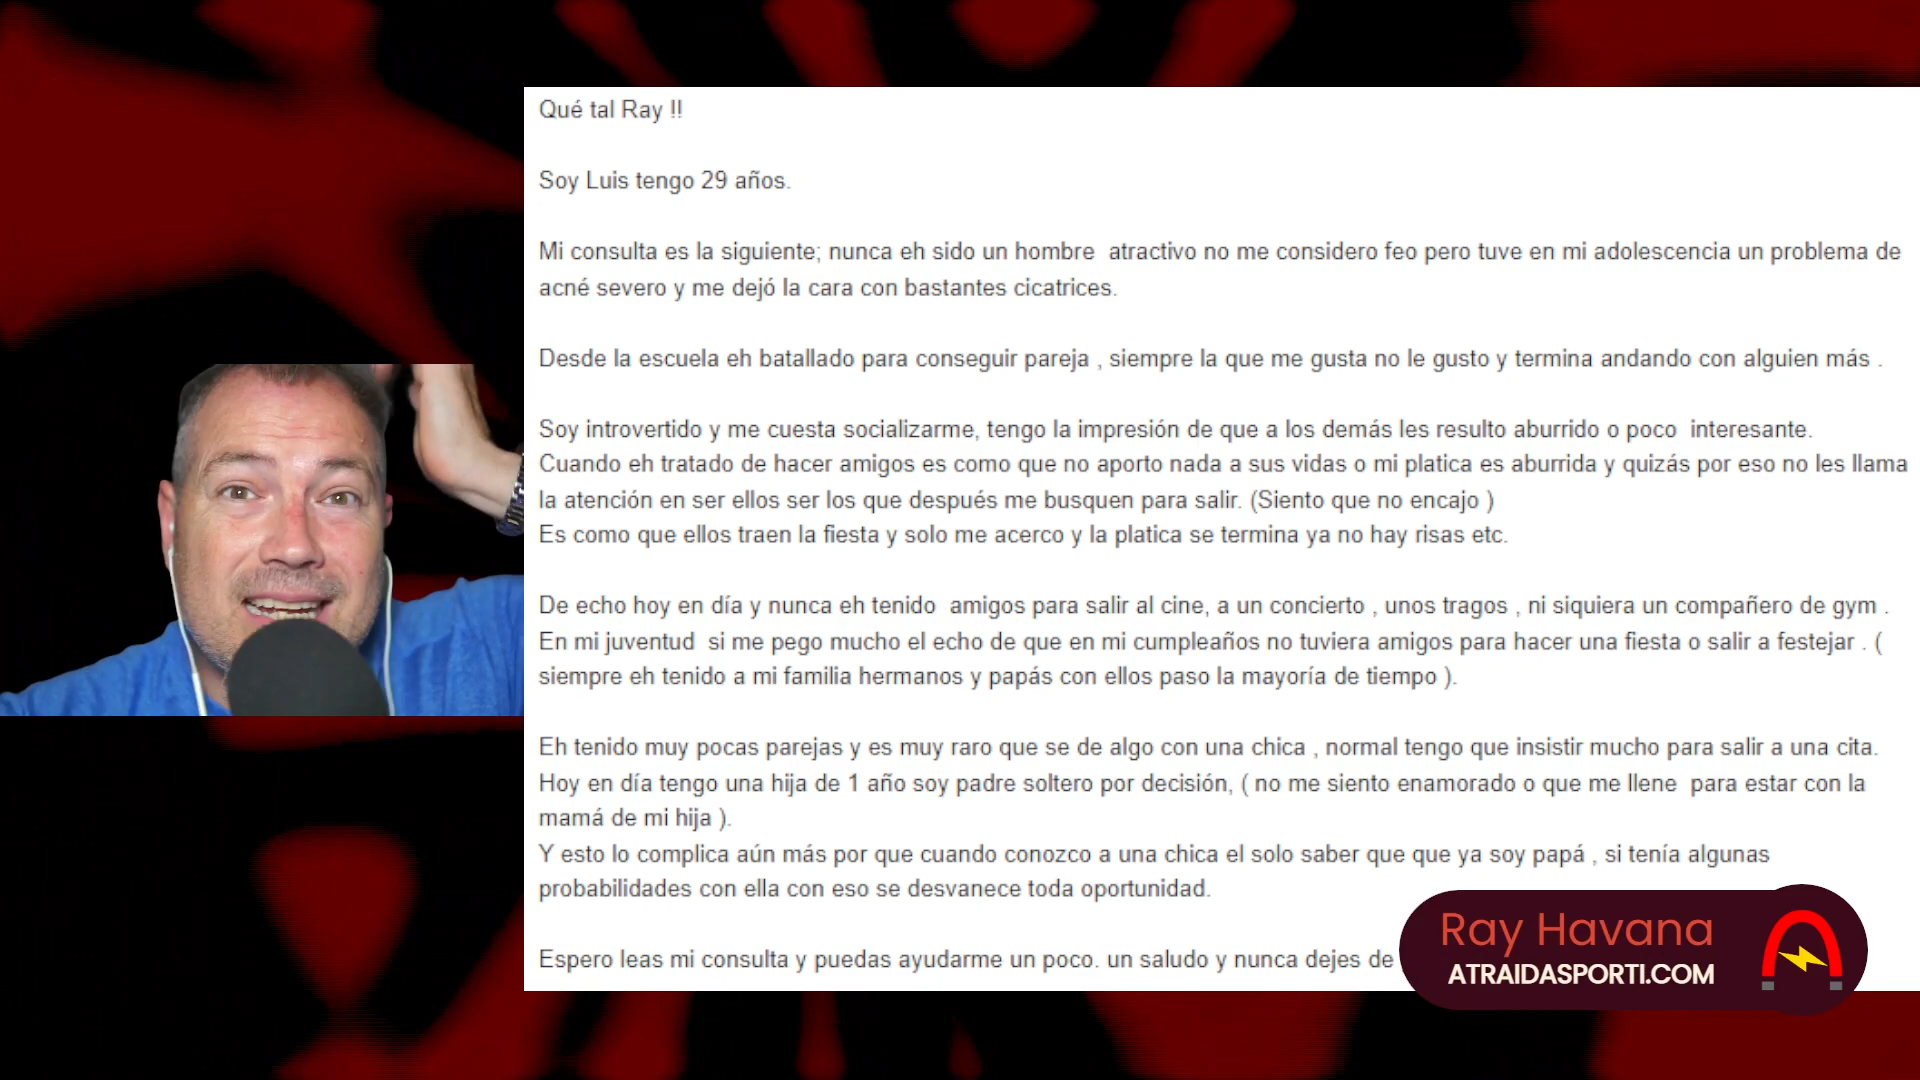 Qué tal Ray !!
Soy Luis tengo 29 años.
Mi consulta es la siguiente; nunca eh sido un hombre  atractivo no me considero feo pero tuve en mi adolescencia un problema de
acné severo y me dejó la cara con bastantes cicatrices.
Desde la escuela eh batallado para conseguir pareja , siempre la que me gusta no le gusto y termina andando con alguien más .
Soy introvertido y me cuesta socializarme, tengo la impresión de que a los demás les resulto aburrido o poco  interesante.
Cuando eh tratado de hacer amigos es como que no aporto nada a sus vidas o mi platica es aburrida y quizás por eso no les llama
la atención en ser ellos ser los que después me busquen para salir. (Siento que no encajo )
Es como que ellos traen la fiesta y solo me acerco y la platica se termina ya no hay risas etc.
De echo hoy en día y nunca eh tenido  amigos para salir al cine, a un concierto , unos tragos , ni siquiera un compañero de gym .
En mi juventud  si me pego mucho el echo de que en mi cumpleaños no tuviera amigos para hacer una fiesta o salir a festejar . (
siempre eh tenido a mi familia hermanos y papás con ellos paso la mayoría de tiempo ).
Eh tenido muy pocas parejas y es muy raro que se de algo con una chica , normal tengo que insistir mucho para salir a una cita.
Hoy en día tengo una hija de 1 año soy padre soltero por decisión, ( no me siento enamorado o que me llene  para estar con la
mamá de mi hija ).
Y esto lo complica aún más por que cuando conozco a una chica el solo saber que que ya soy papá , si tenía algunas
probabilidades con ella con eso se desvanece toda oportunidad.
Espero leas mi consulta y puedas ayudarme un poco. un saludo y nunca dejes de
Ray Havana
ATRAIDASPORTI.COM